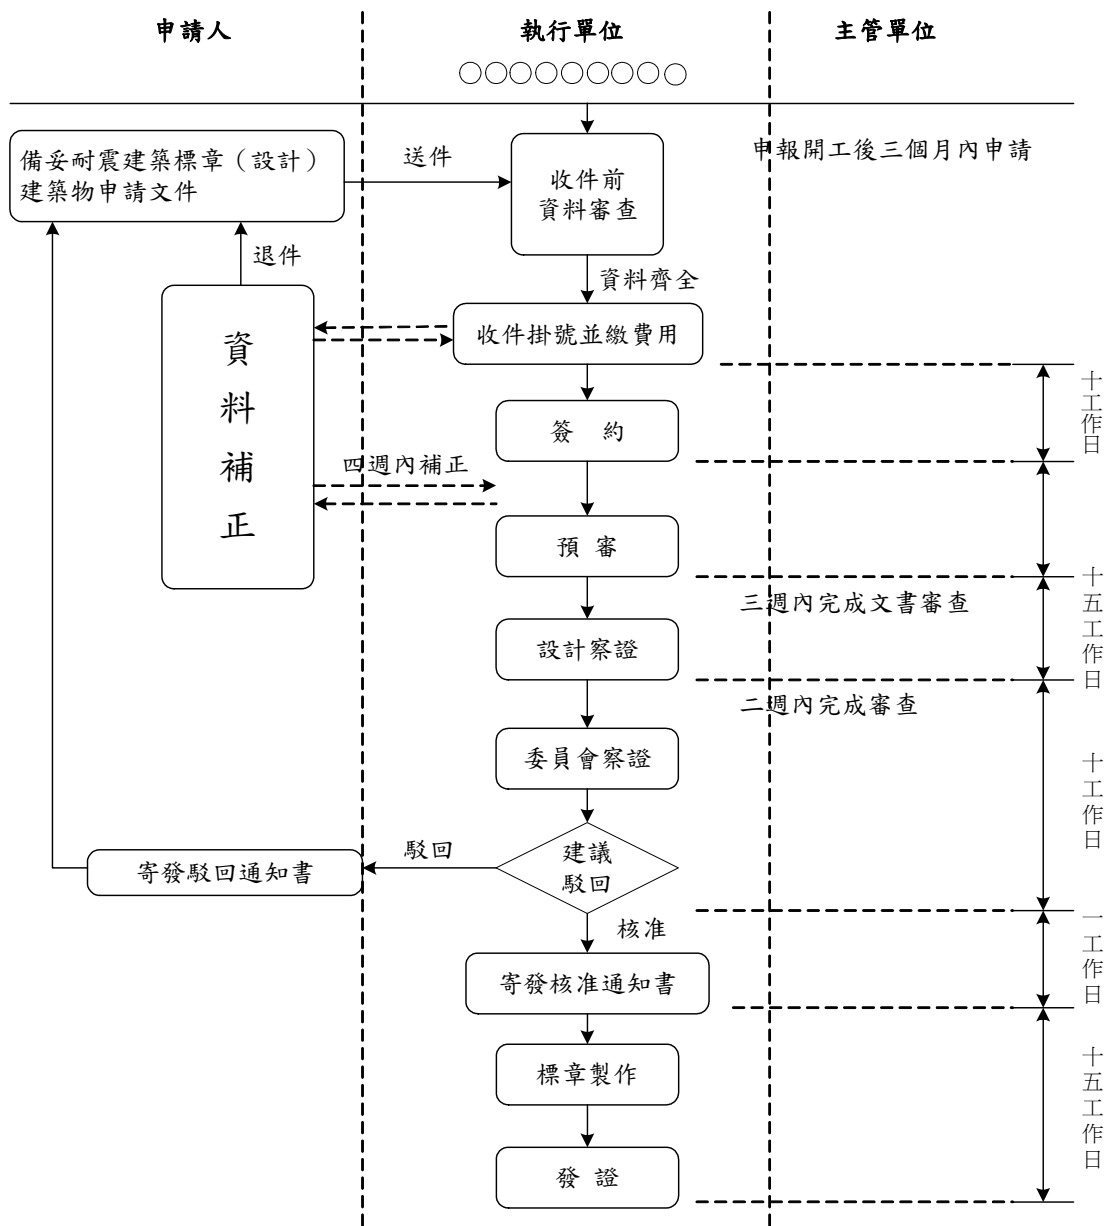 申請人
執行單位
主管單位
○○○○○○○○○
備妥耐震建築標章（設計）
建築物申請文件
送件
收件前
資料審查
申報開工後三個月內申請
退件
資料齊全
收件掛號並繳費用
資料補正
十工作日
簽 約
四週內補正
預 審
三週內完成文書審查
十五工作日
設計察證
二週內完成審查
委員會察證
十工作日
建議
駁回
駁回
寄發駁回通知書
核准
一工作日
寄發核准通知書
標章製作
十五工作日
發 證